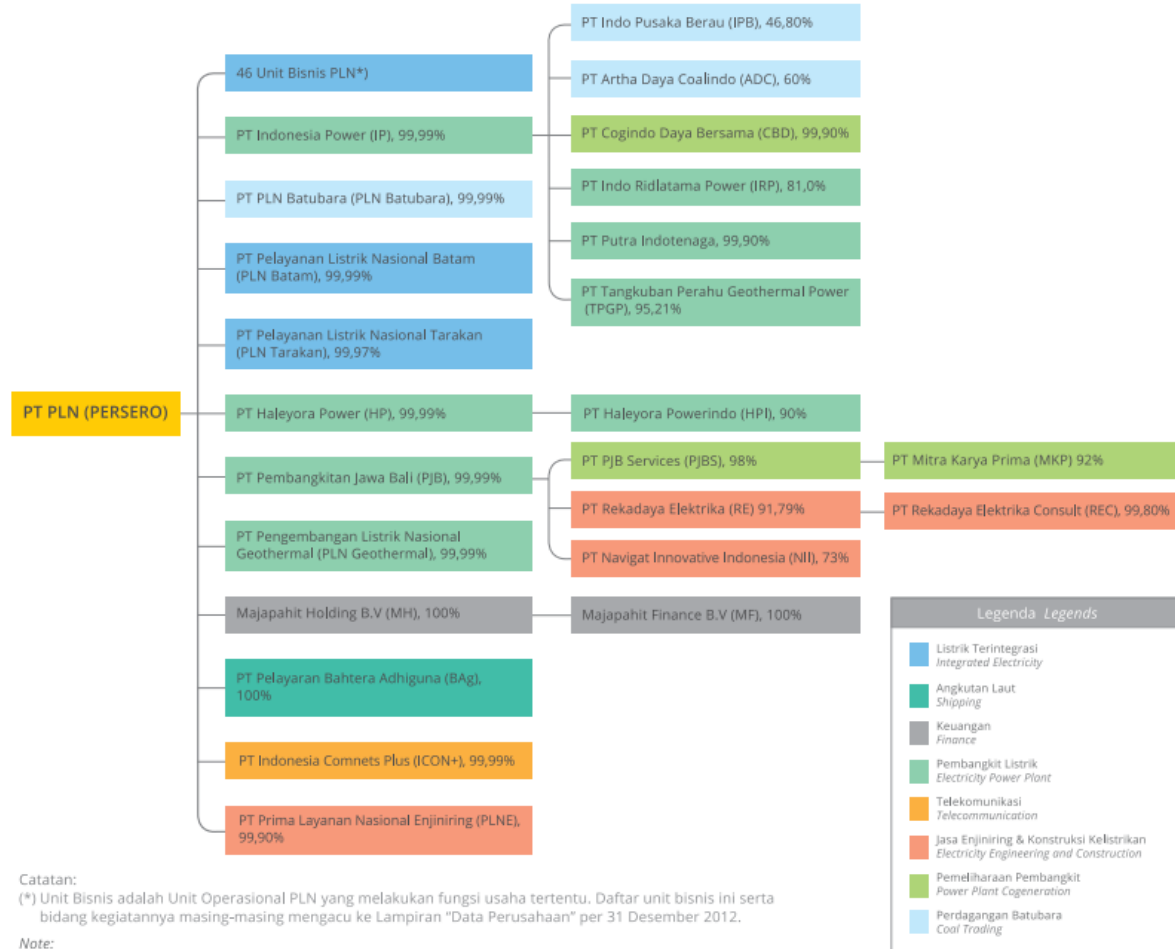 PT PLN (PERSERO)
46 Unit Bisnis PLN*)
PT Indonesia Power (IP), 99,99%
PT Indo Pusaka Berau (IPB), 46,80%
PT Artha Daya Coalindo (ADC), 60%
PT Cogindo Daya Bersama (CBD), 99,90%
PT Indo Ridlatama Power (IRP), 81,0%
PT Putra Indotenaga, 99,90%
PT Tangkuban Perahu Geothermal Power
(TPGP), 95,21%
PT PLN Batubara (PLN Batubara), 99,99%
PT Pelayanan Listrik Nasional Batam
(PLN Batam), 99,99%
PT Pelayanan Listrik Nasional Tarakan
(PLN Tarakan), 99,97%
PT Haleyora Power (HP), 99,99%
PT Haleyora Powerindo (HPI), 90%
PT Pembangkitan Jawa Bali (PJB), 99,99%
PT PJB Services (PJBS), 98%
PT Mitra Karya Prima (MKP) 92%
PT Rekadaya Elektrika (RE) 91,79%
PT Rekadaya Elektrika Consult (REC), 99,80%
PT Navigat Innovative Indonesia (NII), 73%
PT Pengembangan Listrik Nasional
Geothermal (PLN Geothermal), 99,99%
Majapahit Holding B.V (MH), 100%
Majapahit Finance B.V (MF), 100%
PT Pelayaran Bahtera Adhiguna (BAg),
100%
PT Indonesia Comnets Plus (ICON+), 99,99%
PT Prima Layanan Nasional Enjiniring (PLNE),
99,90%
Legenda Legends
Listrik Terintegrasi
Integrated Electricity
Angkutan Laut
Shipping
Keuangan
Finance
Pembangkit Listrik
Electricity Power Plant
Telekomunikasi
Telecommunication
Jasa Enjiniring & Konstruksi Kelistrikan
Electricity Engineering and Construction
Pemeliharaan Pembangkit
Power Plant Cogeneration
Perdagangan Batubara
Coal Trading
Catatan:
(*) Unit Bisnis adalah Unit Operasional PLN yang melakukan fungsi usaha tertentu. Daftar unit bisnis ini serta
bidang kegiatannya masing-masing mengacu ke Lampiran “Data Perusahaan” per 31 Desember 2012.
Note: